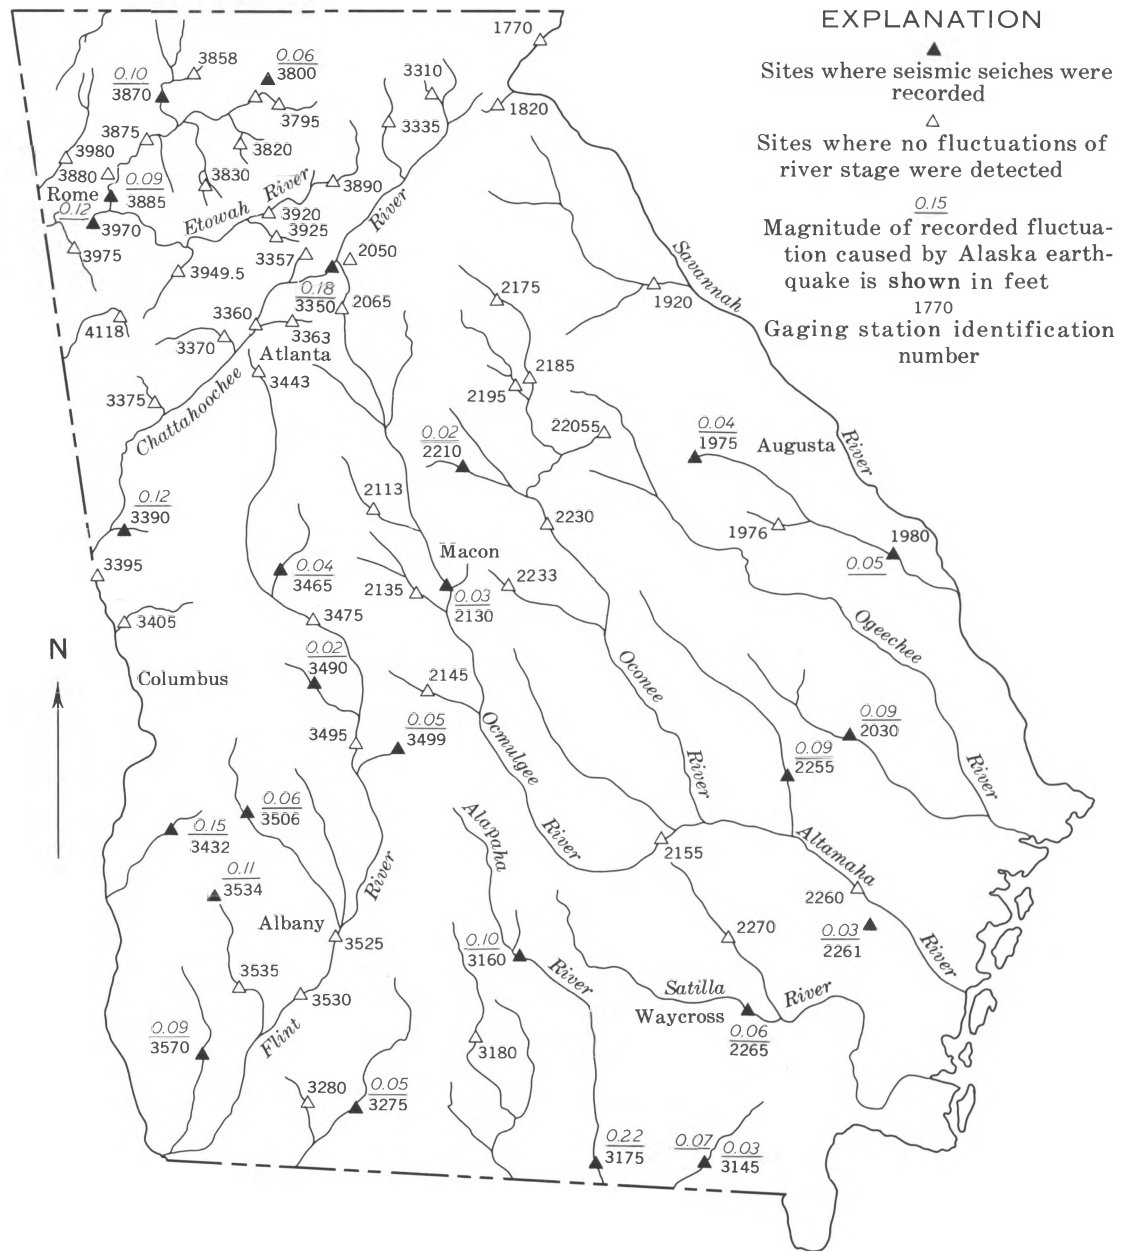 EXPLANATION
Sites where seismic seiches were
recorded
Sites where no fluctuations of
river stage were detected
0.15
Magnitude of recorded fluctua-
tion caused by Alaska earth-
quake is shown in feet
1770
Gaging station identification
number
1770
3858
0.06
3800
0.10
3870
3310
1820
3795
3335
3875
3820
3980
3880
0.09
3885
3830
3890
Rome
0.12
3970
Etowah River
River
3920
3925
3975
3357
2050
3949.5
Savannah
0.18
3350
2065
2175
1920
4118
3360
3363
3370
Atlanta
3443
2185
2195
3375
Chattahoochee
22055
0.04
1975
0.02
2210
Augusta
River
2113
0.12
3390
2230
1976
1980
Macon
3395
0.04
3465
2135
2233
0.05
0.03
2130
3405
3475
Ogeechee
N
0.02
3490
Oconee
Columbus
2145
0.05
3499
0.09
2030
3495
Ocmulgee
0.09
2255
River
River
0.06
3506
Alapaha
0.15
3432
River
2155
Altamaha
0.11
3534
River
2260
Albany
3525
0.10
3160
2270
0.03
2261
River
3535
3530
River
Satilla River
Waycross
0.09
3570
Flint
3180
0.06
2265
3280
0.05
3275
0.22
3175
0.07
0.03
3145